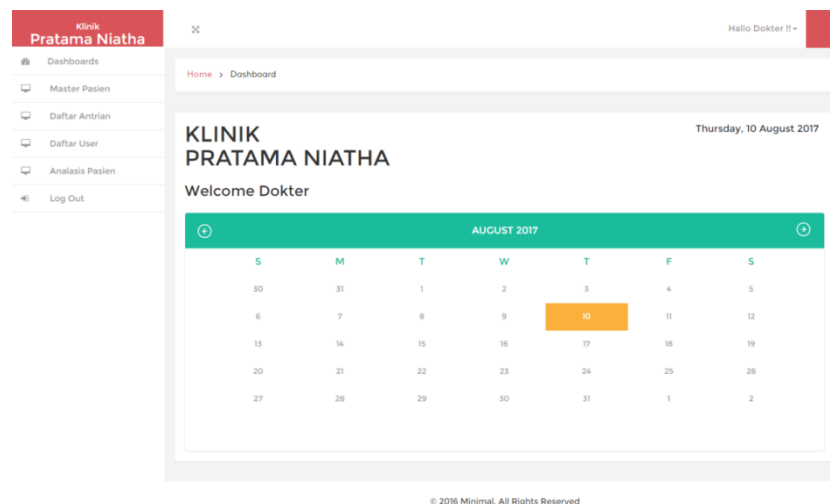 Klinik
Pratama Niatha
Hallo Dokter !!
Dashboards
Master Pasien
Daftar Antrian
Daftar User
Analasis Pasien
Log Out
Home > Dashboard
KLINIK
PRATAMA NIATHA
Thursday, 10 August 2017
Welcome Dokter
AUGUST 2017
S M T W T F S
30 31 1 2 3 4 5
6 7 8 9 10 11 12
13 14 15 16 17 18 19
20 21 22 23 24 25 26
27 28 29 30 31 1 2
© 2016 Minimal. All Rights Reserved